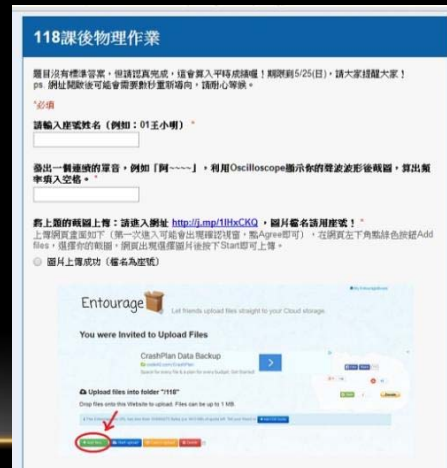 118課後物理作業
題目沒有標準答案，但請認真完成，這會算入平時成績喔！期限到5/25(日)，請大家提醒大家！
ps. 網址開啟後可能會需要數秒重新導向，請耐心等候。
*必填
請輸入座號姓名（例如：01王小明） *
發出一個連續的單音，例如「阿~~~~」，利用Oscilloscope顯示你的聲波波形後截圖，算出頻
率填入空格。 *
將上題的截圖上傳：請進入網址 http://j.mp/1lHxCKQ ，圖片檔名請用座號！ *
上傳網頁畫面如下（第一次進入可能會出現確認視窗，點Agree即可），在網頁左下角點綠色按鈕Add
files，選擇你的截圖，網頁出現選擇圖片後按下Start即可上傳。
圖片上傳成功（檔名為座號）
Entourage
Let friends upload files straight to your Cloud storage.
You were Invited to Upload Files
CrashPlan Data Backup
Upload files into folder "/118"
Drop files onto this Website to upload. Files can be up to 1 MB.